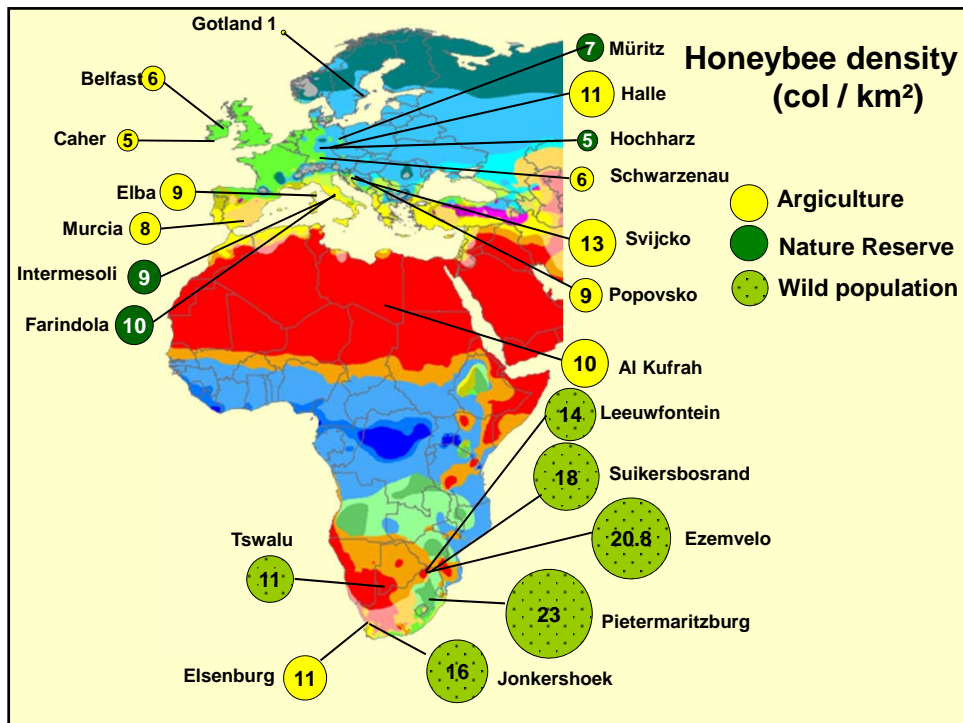 Gotland 1
7 Müritz
Honeybee density
(col / km²)
Belfast 6
11 Halle
Caher 5
5 Hochharz
6 Schwarzenau
Elba 9
Argiculture
Murcia 8
13 Svijcko
Nature Reserve
Intermesoli 9
9 Popovsko
Wild population
Farindola 10
10 Al Kufrah
14 Leeuwfontein
18 Suikersbosrand
20.8 Ezemvelo
Tswalu
11
23 Pietermaritzburg
Elsenburg 11
16 Jonkershoek